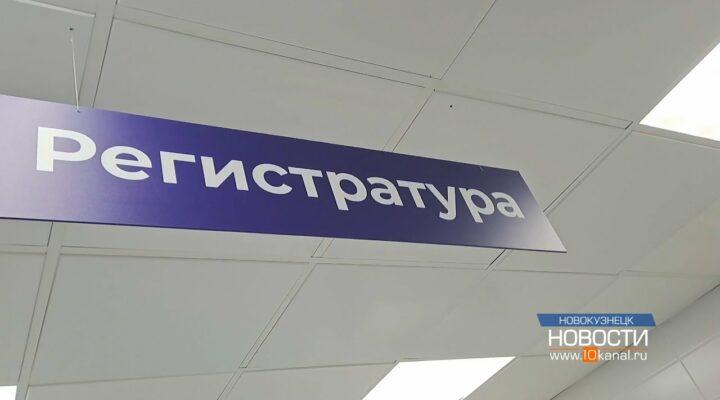 Регистратура
НОВОКУЗНЕЦК
НОВОСТИ
www.10kanal.ru